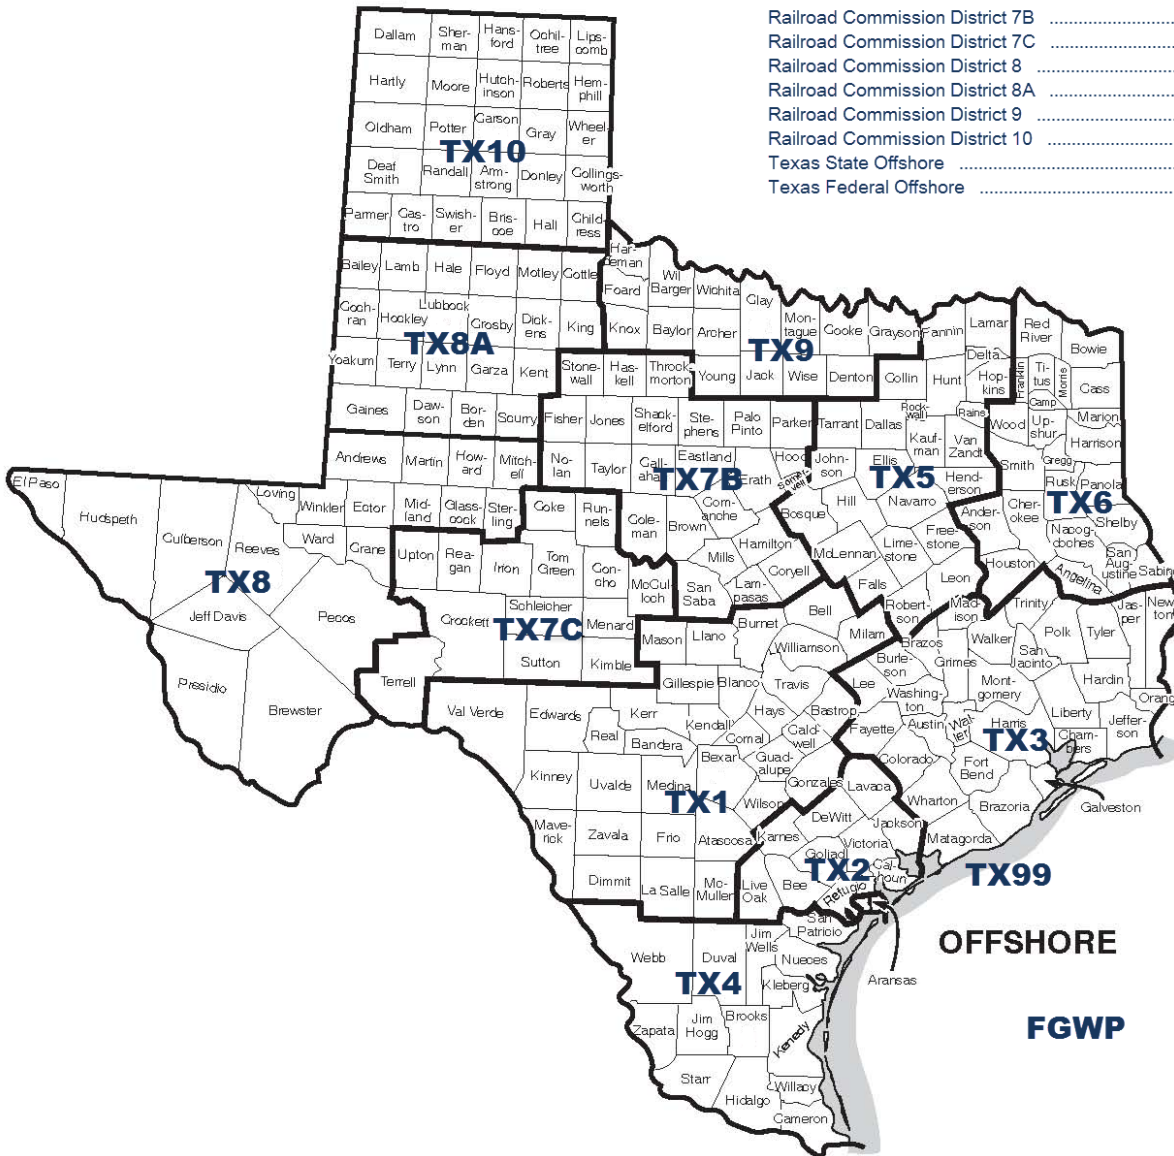 Railroad Commission District 7B
Railroad Commission District 7C
Railroad Commission District 8
Railroad Commission District 8A
Railroad Commission District 9
Railroad Commission District 10
Texas State Offshore
Texas Federal Offshore
Dallam
Sher-
man
Hans-
ford
Ochil-
tree
Lips-
comb
Hartly
Moore
Hutch-
inson
Roberts
Hem-
phill
Oldham
Potter
Carson
Gray
Wheel-
er
TX10
Deaf
Smith
Randall
Arm-
strong
Donley
Collings-
worth
Parmer
Cas-
tro
Swish-
er
Bris-
coe
Hall
Child-
ress
Bailey
Lamb
Hale
Floyd
Motley
Cottle
Coch-
ran
Hockley
Lubbock
Crosby
Dick-
ens
King
TX8A
Yoakum
Terry
Lynn
Garza
Kent
Gaines
Daw-
son
Bor-
den
Scurry
Har-
deman
Foard
Wil
Barger
Wichita
Clay
Knox
Baylor
Archer
Mon-
tague
Cooke
Grayson
TX9
Young
Jack
Wise
Denton
Fannin
Lamar
Delta
Collin
Hunt
Hop-
kins
Rock-
wall
Rains
Tarrant
Dallas
Kauf-
man
Van
Zandt
John-
son
Ellis
TX5
Hender-
son
Hill
Navarro
Bosque
McLennan
Lime-
stone
Free-
stone
Falls
Leon
Red
River
Bowie
Franklin
Ti-
tus
Morris
Camp
Cass
Wood
Up-
shur
Marion
Harrison
Smith
Gregg
Rusk
Panola
TX6
Cher-
okee
Ander-
son
Nacog-
doches
Shelby
San
Aug-
ustine
Sabine
Houston
Angelina
Stone-
wall
Has-
kell
Throck-
morton
Fisher
Jones
Shack-
elford
Ste-
phens
Palo
Pinto
Parker
No-
lan
Taylor
Cal-
lahan
Eastland
Hood
Somer-
vell
TX7B
Erath
Cole-
man
Brown
Comanche
Mills
Hamilton
Coryell
San
Saba
Lam-
pasas
Andrews
Martin
How-
ard
Mitch-
ell
El Paso
Hudspeth
Culberson
Reeves
Loving
Winkler
Ector
Mid-
land
Glass-
cock
Ster-
ling
Ward
Crane
TX8
Jeff Davis
Pecos
Presidio
Brewster
Terrell
Coke
Run-
nels
Upton
Rea-
gan
Irion
Tom
Green
Con-
cho
McCul-
loch
Schleicher
Crockett
TX7C
Menard
Sutton
Kimble
Mason
Llano
Burnet
Bell
Milam
Williamson
Gillespie
Blanco
Travis
Val Verde
Edwards
Kerr
Hays
Bastrop
Real
Kendall
Comal
Cald-
well
Bandera
Bexar
Guad-
alupe
Kinney
Uvalde
Medina
TX1
Gonzales
Wilson
Mave-
rick
Zavala
Frio
Atascosa
Dimmit
La Salle
Mc-
Mullen
Robert-
son
Mad-
ison
Trinity
Jas-
per
New-
ton
Brazos
Walker
Polk
Tyler
Burle-
son
Grimes
San
Jacinto
Lee
Washing-
ton
Mont-
gomery
Hardin
Orang
Fayette
Austin
Wal-
ler
Harris
Liberty
Jeffer-
son
TX3
Cham-
bers
Colorado
Fort
Bend
Wharton
Brazoria
Galveston
Matagorda
Lavaca
DeWitt
Jackson
Karnes
Victoria
Goliad
Cal-
houn
TX2
Live
Oak
Bee
Refugio
Aransas
TX99
OFFSHORE
FGWP
San
Patricio
Jim
Wells
Webb
Duval
Nueces
TX4
Kleberg
Zapata
Jim
Hogg
Brooks
Kenedy
Starr
Hidalgo
Willacy
Cameron